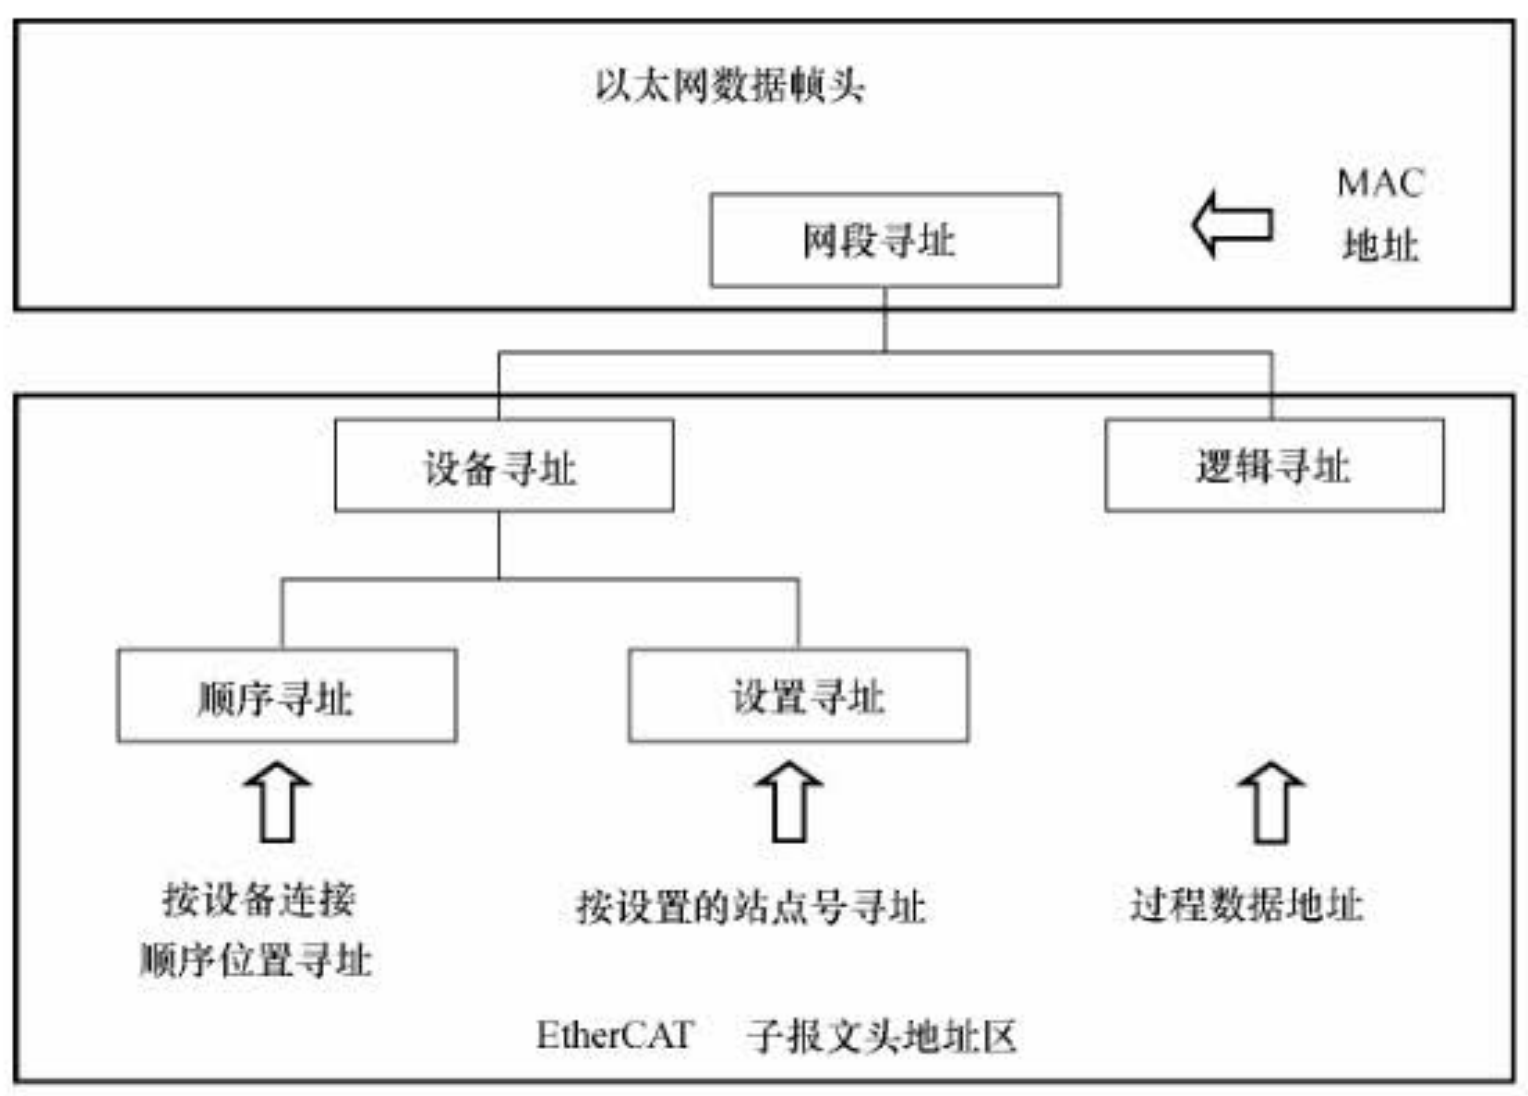 以太网数据帧头
MAC
地址
网段寻址
设备寻址
逻辑寻址
顺序寻址
设置寻址
按设备连接
顺序位置寻址
按设置的站点号寻址
过程数据地址
EtherCAT 子报文头地址区